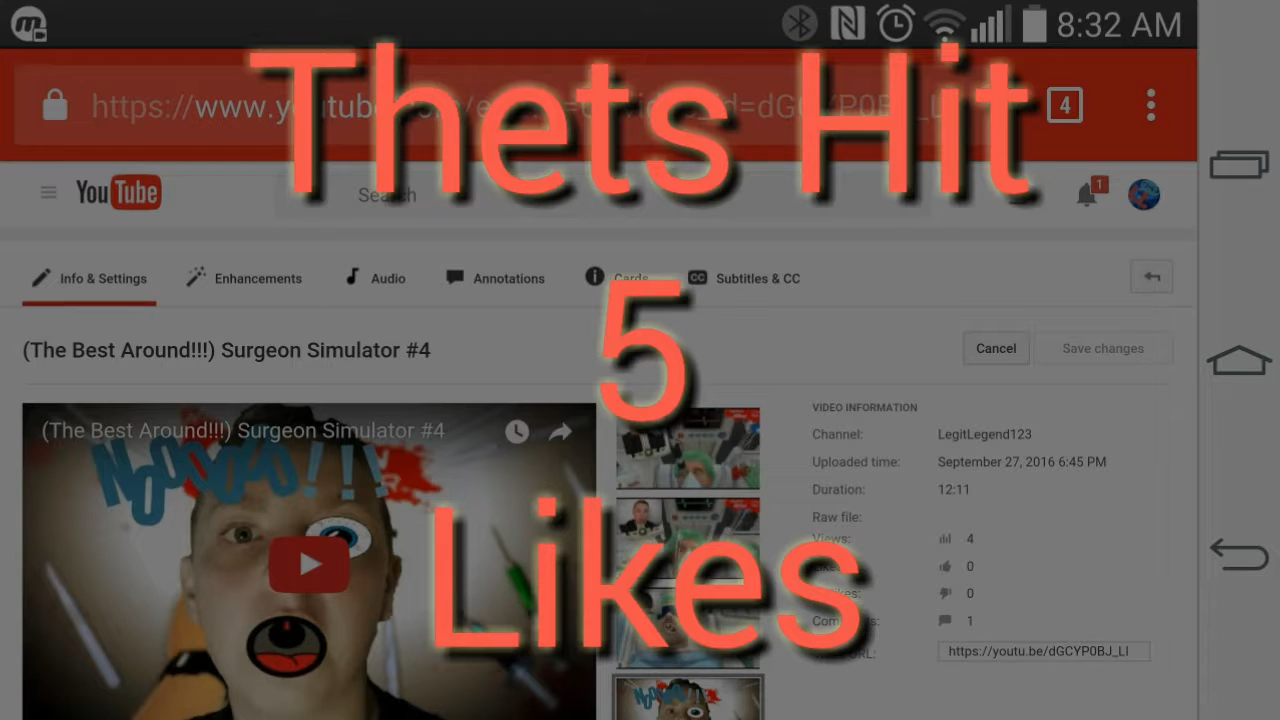 8:32 AM
Thets Hit
https://www.youtube
4
YouTube
Search
1
Info & Settings
Enhancements
Audio
Annotations
Cards
Subtitles & CC
5
(The Best Around!!!) Surgeon Simulator #4
Cancel
Save changes
(The Best Around!!!) Surgeon Simulator #4
NOOOOOO!!!
VIDEO INFORMATION
Channel: LegitLegend123
Uploaded time: September 27, 2016 6:45 PM
Duration: 12:11
Raw file:
Views: 4
0
0
1
https://youtu.be/dGCYP0BJ_LI
Likes